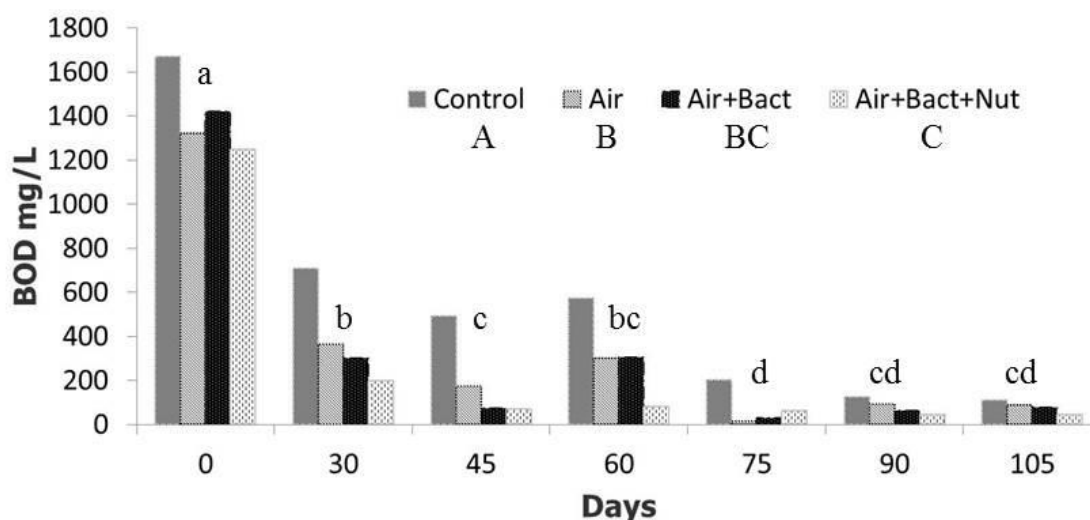 BOD mg/L
1800
1600
1400
1200
1000
800
600
400
200
0
Control Air Air+Bact Air+Bact+Nut
A B BC C
a
b c bc d cd cd
0 30 45 60 75 90 105
Days